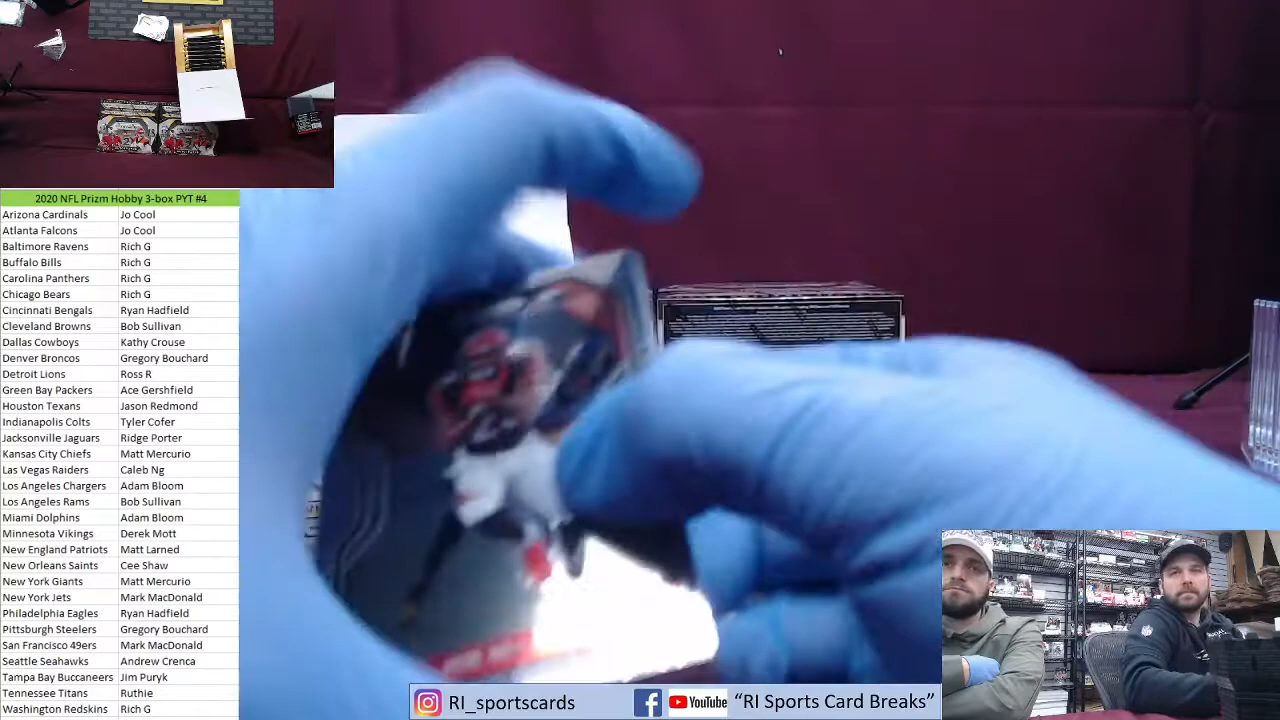 2020 NFL Prizm Hobby 3-box PYT #4
Arizona Cardinals Jo Cool
Atlanta Falcons Jo Cool
Baltimore Ravens Rich G
Buffalo Bills Rich G
Carolina Panthers Rich G
Chicago Bears Rich G
Cincinnati Bengals Ryan Hadfield
Cleveland Browns Bob Sullivan
Dallas Cowboys Kathy Crouse
Denver Broncos Gregory Bouchard
Detroit Lions Ross R
Green Bay Packers Ace Gershfield
Houston Texans Jason Redmond
Indianapolis Colts Tyler Cofer
Jacksonville Jaguars Ridge Porter
Kansas City Chiefs Matt Mercurio
Las Vegas Raiders Caleb Ng
Los Angeles Chargers Adam Bloom
Los Angeles Rams Bob Sullivan
Miami Dolphins Adam Bloom
Minnesota Vikings Derek Mott
New England Patriots Matt Larned
New Orleans Saints Cee Shaw
New York Giants Matt Mercurio
New York Jets Mark MacDonald
Philadelphia Eagles Ryan Hadfield
Pittsburgh Steelers Gregory Bouchard
San Francisco 49ers Mark MacDonald
Seattle Seahawks Andrew Crenca
Tampa Bay Buccaneers Jim Puryk
Tennessee Titans Ruthie
Washington Redskins Rich G
RI_sportscards YouTube "RI Sports Card Breaks"